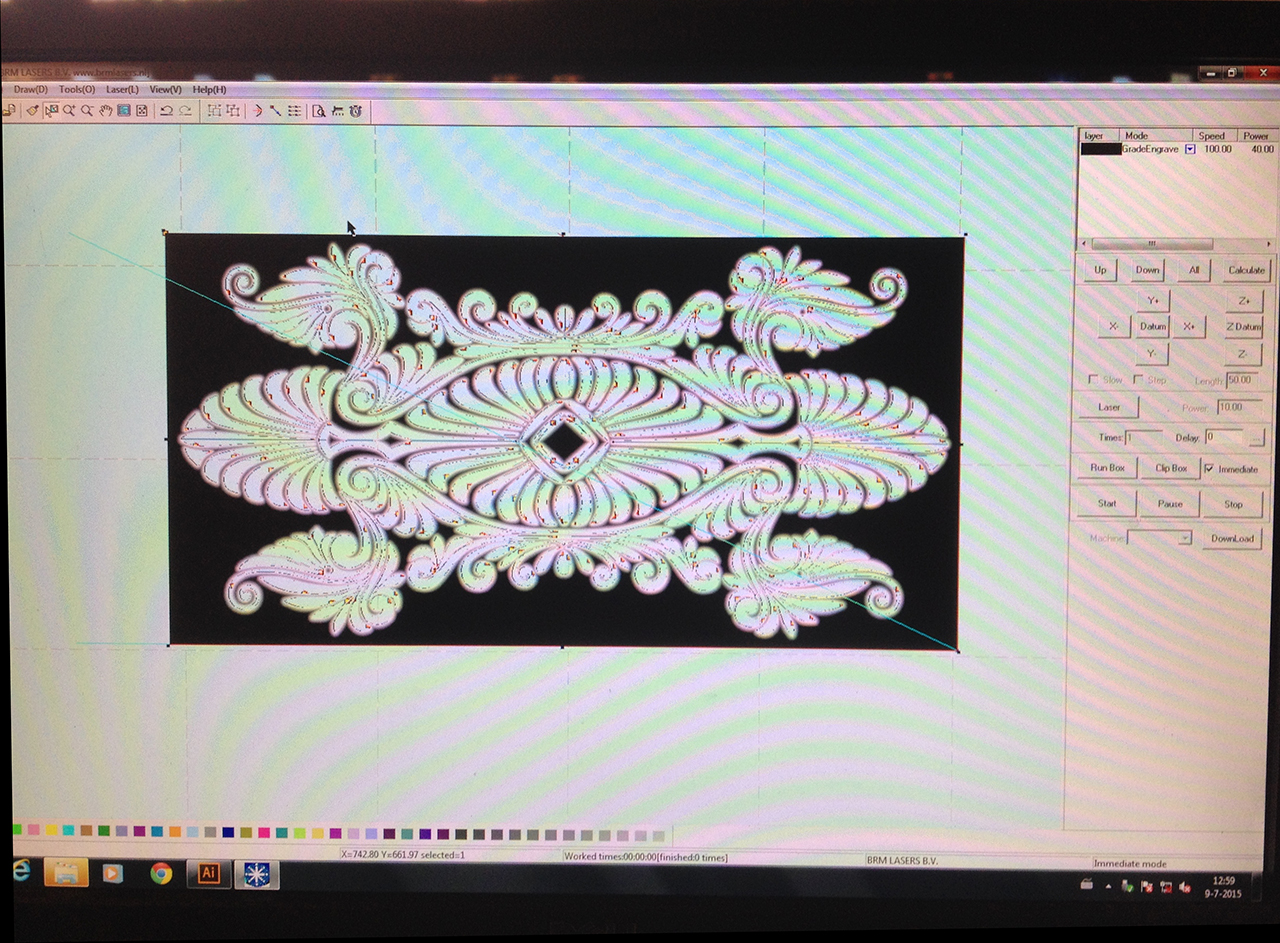 BRM LASERS B.V. www.brmlasers.nl
Draw(D) Tools(O) Laser(L) View(V) Help(H)
layer Mode Speed Power
GradeEngrave 100.00 40.00
Up Down All Calculate
Y+ Z+
X- Datum X+ Z Datum
Y- Z-
Slow Step Length: 50.00
Laser Power: 10.00
Times: 1 Delay: 0 ...
Run Box Clip Box Immediate
Start Pause Stop
Machine: DownLoad
X=742.80 Y=661.97 selected=1 Worked times:00:00:00[finished:0 times] BRM LASERS B.V. Immediate mode
Ai
12:59
9-7-2015